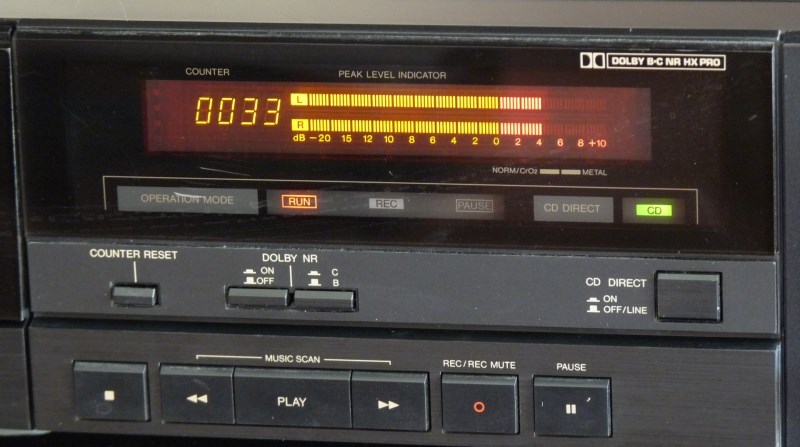 DOLBY B·C NR HX PRO
COUNTER PEAK LEVEL INDICATOR
0033
L
R
dB −20 15 12 10 8 6 4 2 0 2 4 6 8 +10
NORM/CrO2 METAL
OPERATION MODE RUN REC PAUSE CD DIRECT CD
COUNTER RESET DOLBY NR
ON C
OFF B
CD DIRECT
ON
OFF/LINE
MUSIC SCAN
REC/REC MUTE PAUSE
PLAY